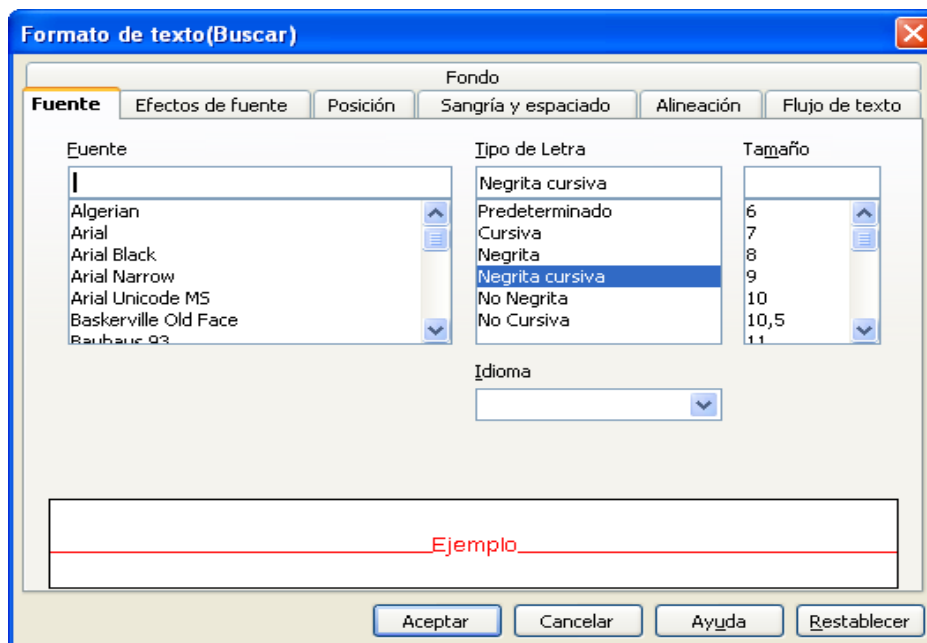 Formato de texto(Buscar)
Fondo
Fuente Efectos de fuente Posición Sangría y espaciado Alineación Flujo de texto
Fuente Tipo de Letra Tamaño
Negrita cursiva
Algerian Predeterminado 6
Arial Cursiva 7
Arial Black Negrita 8
Arial Narrow Negrita cursiva 9
Arial Unicode MS No Negrita 10
Baskerville Old Face No Cursiva 10,5
Bauhaus 93 11
Idioma
Ejemplo
Aceptar Cancelar Ayuda Restablecer